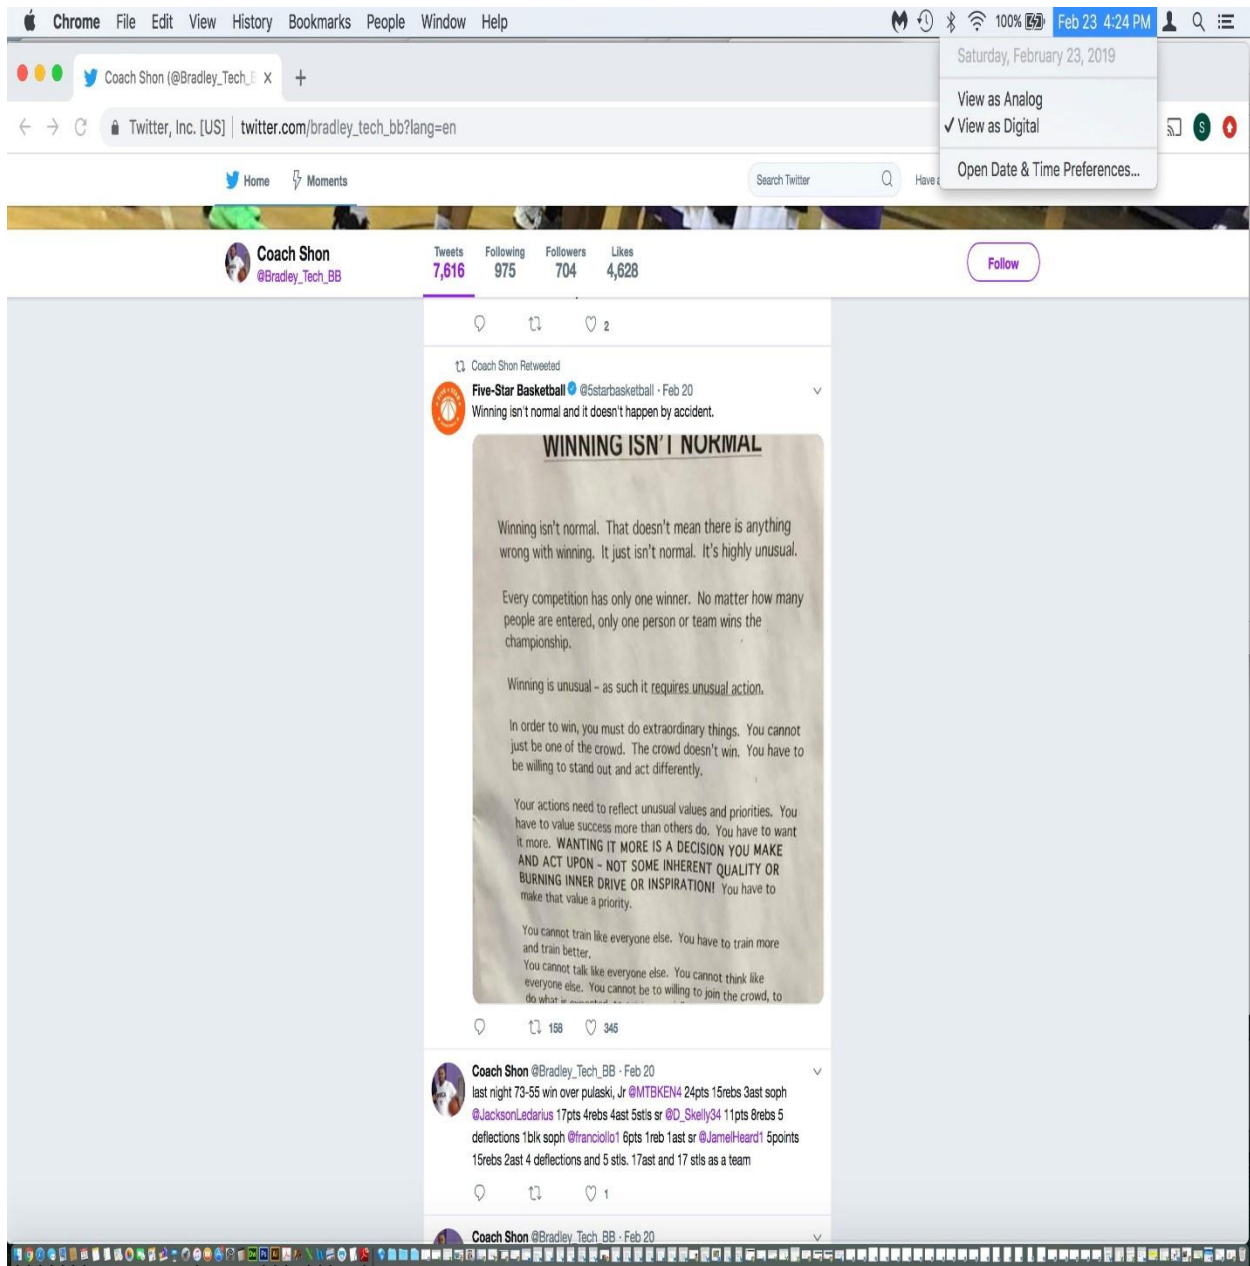 Chrome File Edit View History Bookmarks People Window Help 100% Feb 23 4:24 PM
Saturday, February 23, 2019
View as Analog
✓ View as Digital
Open Date & Time Preferences...
Coach Shon (@Bradley_Tech_ X +
Twitter, Inc. [US] | twitter.com/bradley_tech_bb?lang=en
S
Home Moments Search Twitter Have
Coach Shon
@Bradley_Tech_BB
Tweets Following Followers Likes
7,616 975 704 4,628
Follow
2
Coach Shon Retweeted
Five-Star Basketball @5starbasketball · Feb 20
Winning isn't normal and it doesn't happen by accident.
WINNING ISN'T NORMAL
Winning isn't normal. That doesn't mean there is anything
wrong with winning. It just isn't normal. It's highly unusual.
Every competition has only one winner. No matter how many
people are entered, only one person or team wins the
championship.
Winning is unusual – as such it requires unusual action.
In order to win, you must do extraordinary things. You cannot
just be one of the crowd. The crowd doesn't win. You have to
be willing to stand out and act differently.
Your actions need to reflect unusual values and priorities. You
have to value success more than others do. You have to want
it more. WANTING IT MORE IS A DECISION YOU MAKE
AND ACT UPON – NOT SOME INHERENT QUALITY OR
BURNING INNER DRIVE OR INSPIRATION! You have to
make that value a priority.
You cannot train like everyone else. You have to train more
and train better.
You cannot talk like everyone else. You cannot think like
everyone else. You cannot be to willing to join the crowd, to
do what is
158 345
Coach Shon @Bradley_Tech_BB · Feb 20
last night 73-55 win over pulaski, Jr @MTBKEN4 24pts 15rebs 3ast soph
@JacksonLedarius 17pts 4rebs 4ast 5stls sr @D_Skelly34 11pts 8rebs 5
deflections 1blk soph @franciollo1 6pts 1reb 1ast sr @JamelHeard1 5points
15rebs 2ast 4 deflections and 5 stls. 17ast and 17 stls as a team
1
Coach Shon @Bradley_Tech_BB · Feb 20